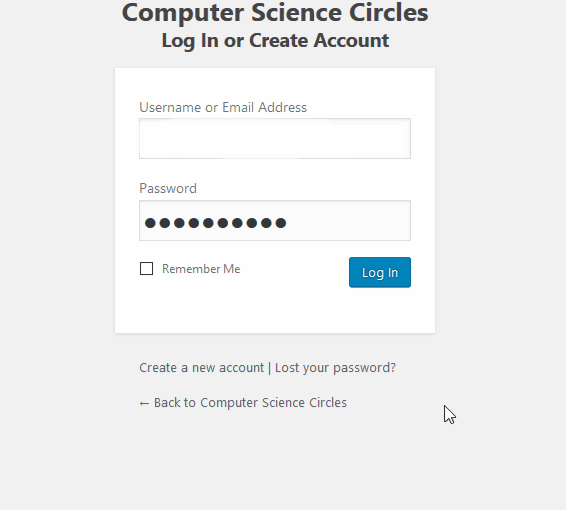 Computer Science Circles
Log In or Create Account
Username or Email Address
Password
●●●●●●●●●●
Remember Me
Log In
Create a new account | Lost your password?
← Back to Computer Science Circles